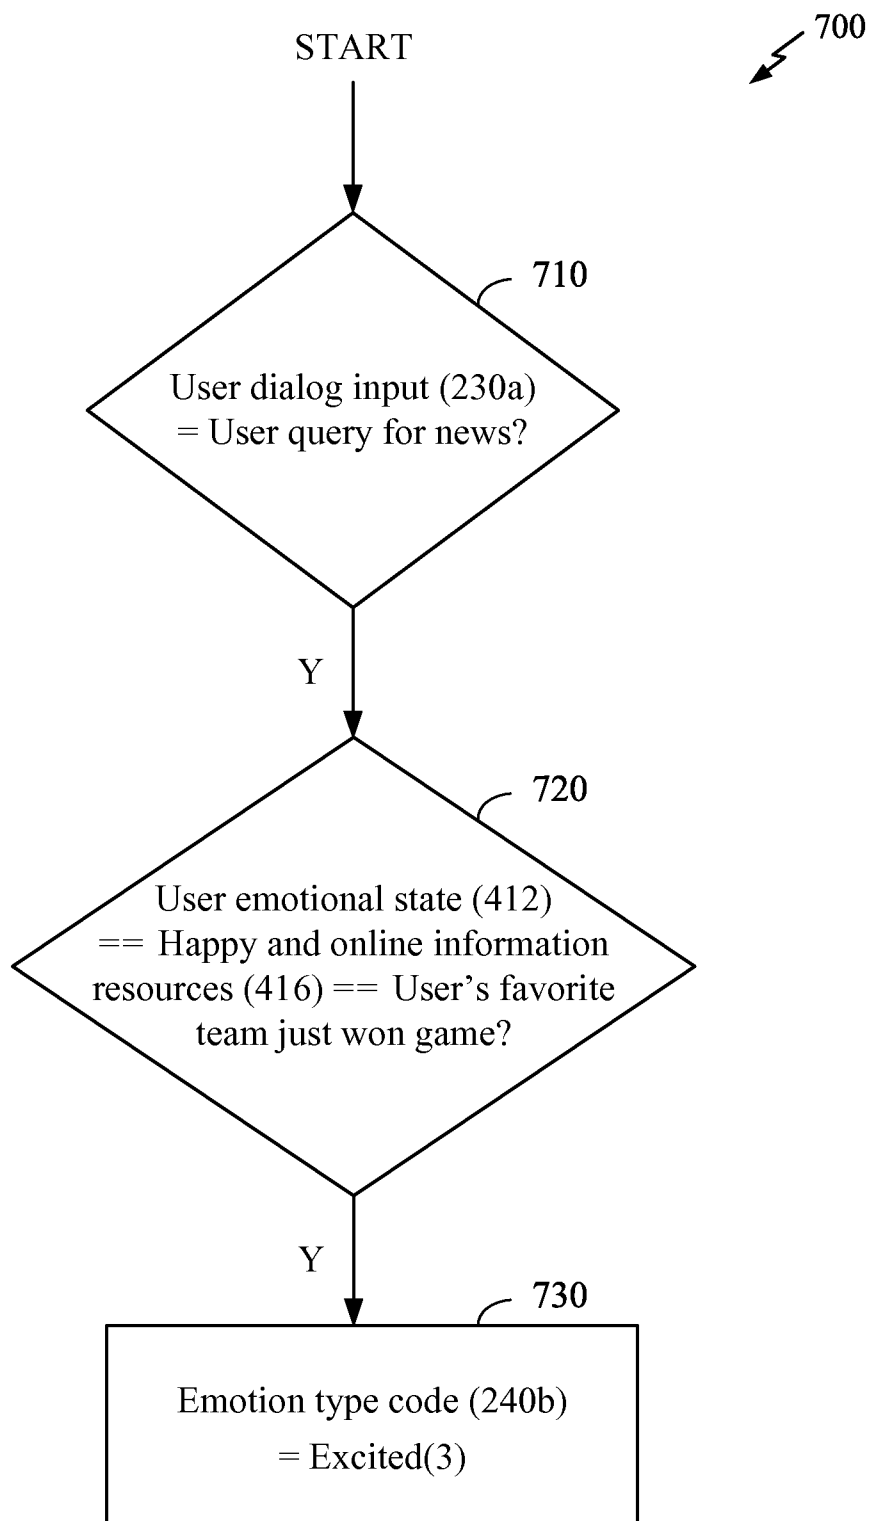 700
START
710
User dialog input (230a)
= User query for news?
Y
720
User emotional state (412)
== Happy and online information
resources (416) == User’s favorite
team just won game?
Y
730
Emotion type code (240b)
= Excited(3)